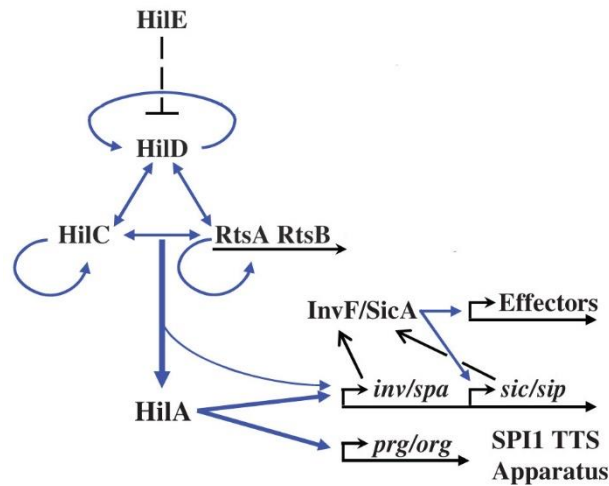 HilE
HilD
HilC
RtsA RtsB
InvF/SicA
Effectors
inv/spa
sic/sip
HilA
prg/org
SPI1 TTS
Apparatus